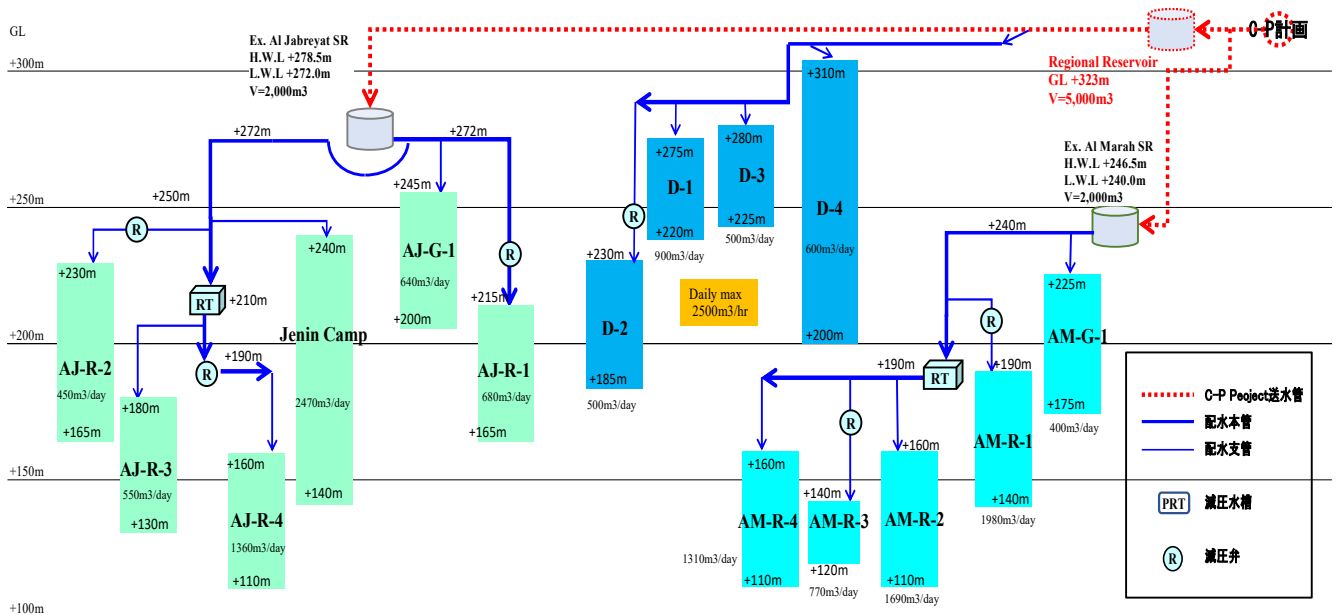 GL
+300m
+250m
+200m
+150m
+100m
Ex. Al Jabreyat SR
H.W.L +278.5m
L.W.L +272.0m
V=2,000m3
C-P計画
Regional Reservoir
GL +323m
V=5,000m3
Ex. Al Marah SR
H.W.L +246.5m
L.W.L +240.0m
V=2,000m3
+272m
+272m
+250m
R
+230m
AJ-R-2
450m3/day
+165m
RT
+210m
R
+190m
+180m
AJ-R-3
550m3/day
+130m
+160m
AJ-R-4
1360m3/day
+110m
+240m
Jenin Camp
2470m3/day
+140m
+245m
AJ-G-1
640m3/day
+200m
R
+215m
AJ-R-1
680m3/day
+165m
R
+230m
D-2
+185m
500m3/day
+275m
D-1
+220m
900m3/day
+280m
D-3
+225m
500m3/day
+310m
D-4
600m3/day
+200m
Daily max
2500m3/hr
+240m
+225m
AM-G-1
+175m
400m3/day
R
+190m
AM-R-1
+140m
1980m3/day
RT
+190m
R
+160m
AM-R-4
1310m3/day
+110m
+140m
AM-R-3
+120m
770m3/day
+160m
AM-R-2
+110m
1690m3/day
C-P Peoject送水管
配水本管
配水支管
PRT 減圧水槽
R 減圧弁